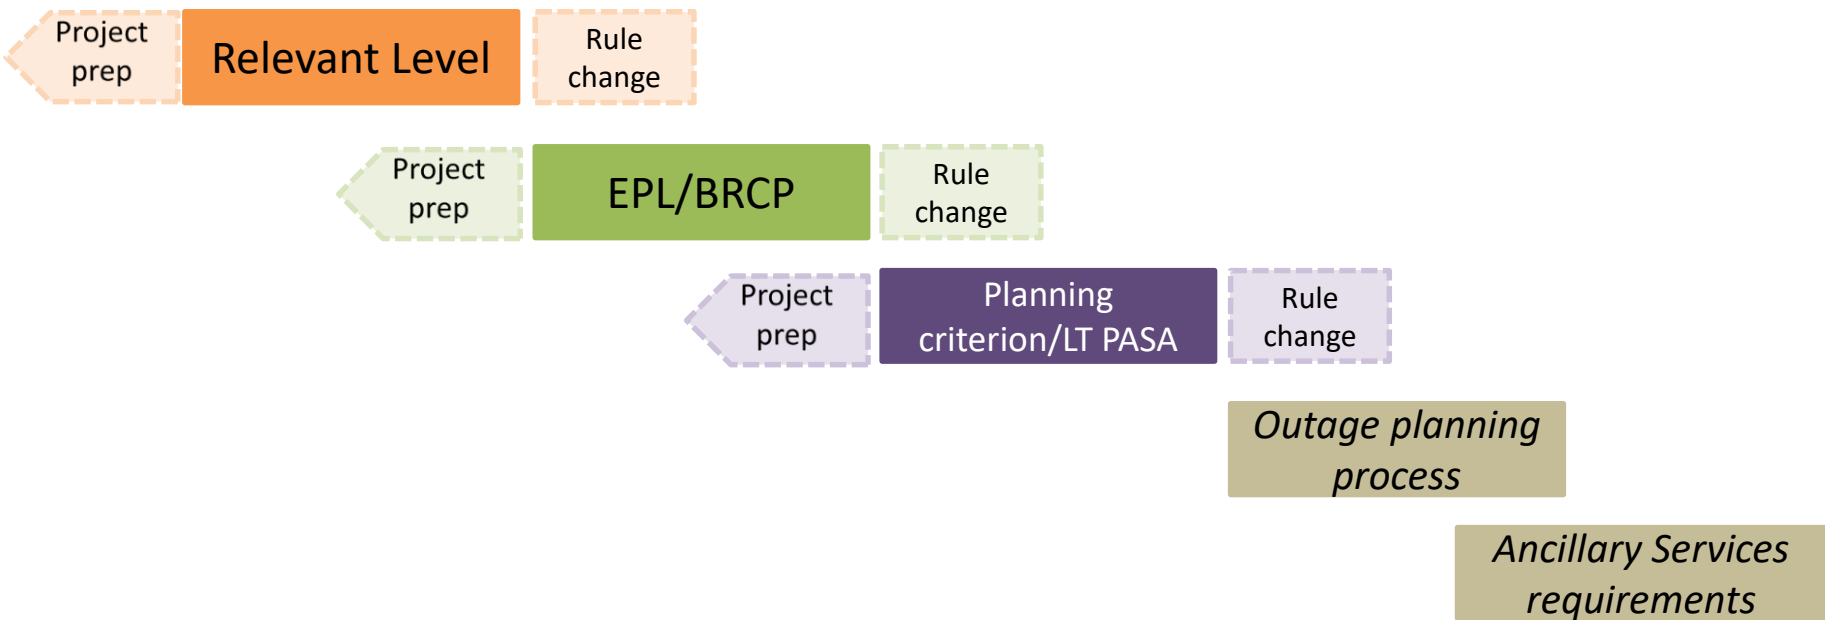 Project
prep
Relevant Level
Rule
change
Project
prep
EPL/BRCP
Rule
change
Project
prep
Planning
criterion/LT PASA
Rule
change
Outage planning
process
Ancillary Services
requirements